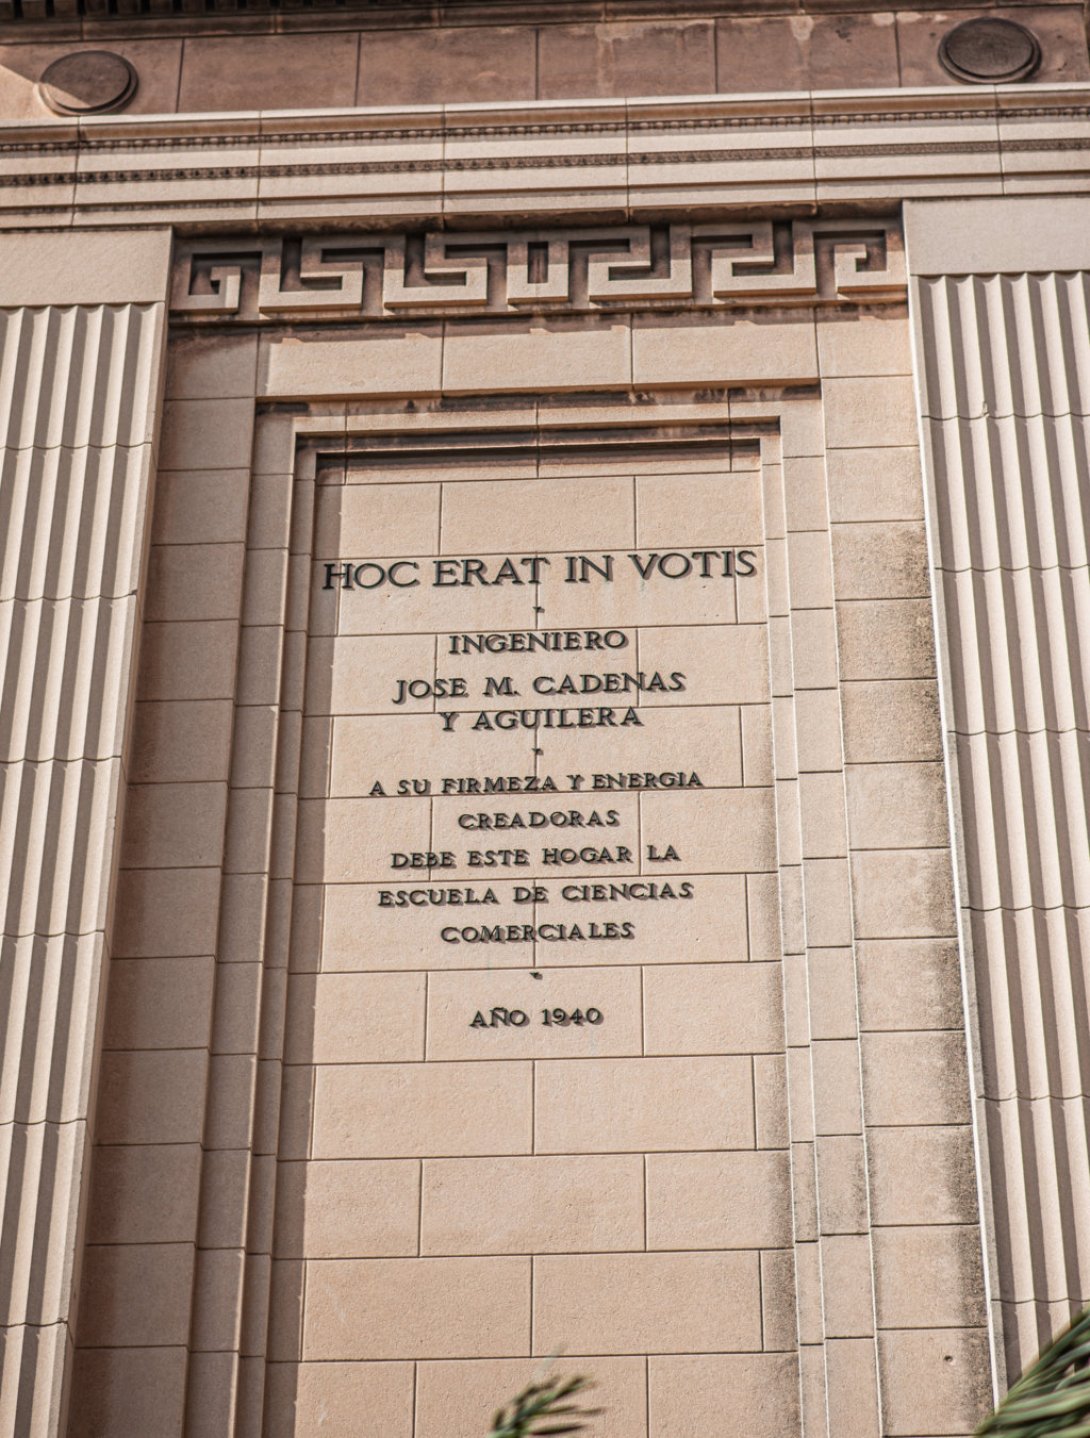 HOC ERAT IN VOTIS
INGENIERO
JOSE M. CADENAS
Y AGUILERA
A SU FIRMEZA Y ENERGIA
CREADORAS
DEBE ESTE HOGAR LA
ESCUELA DE CIENCIAS
COMERCIALES
AÑO 1940